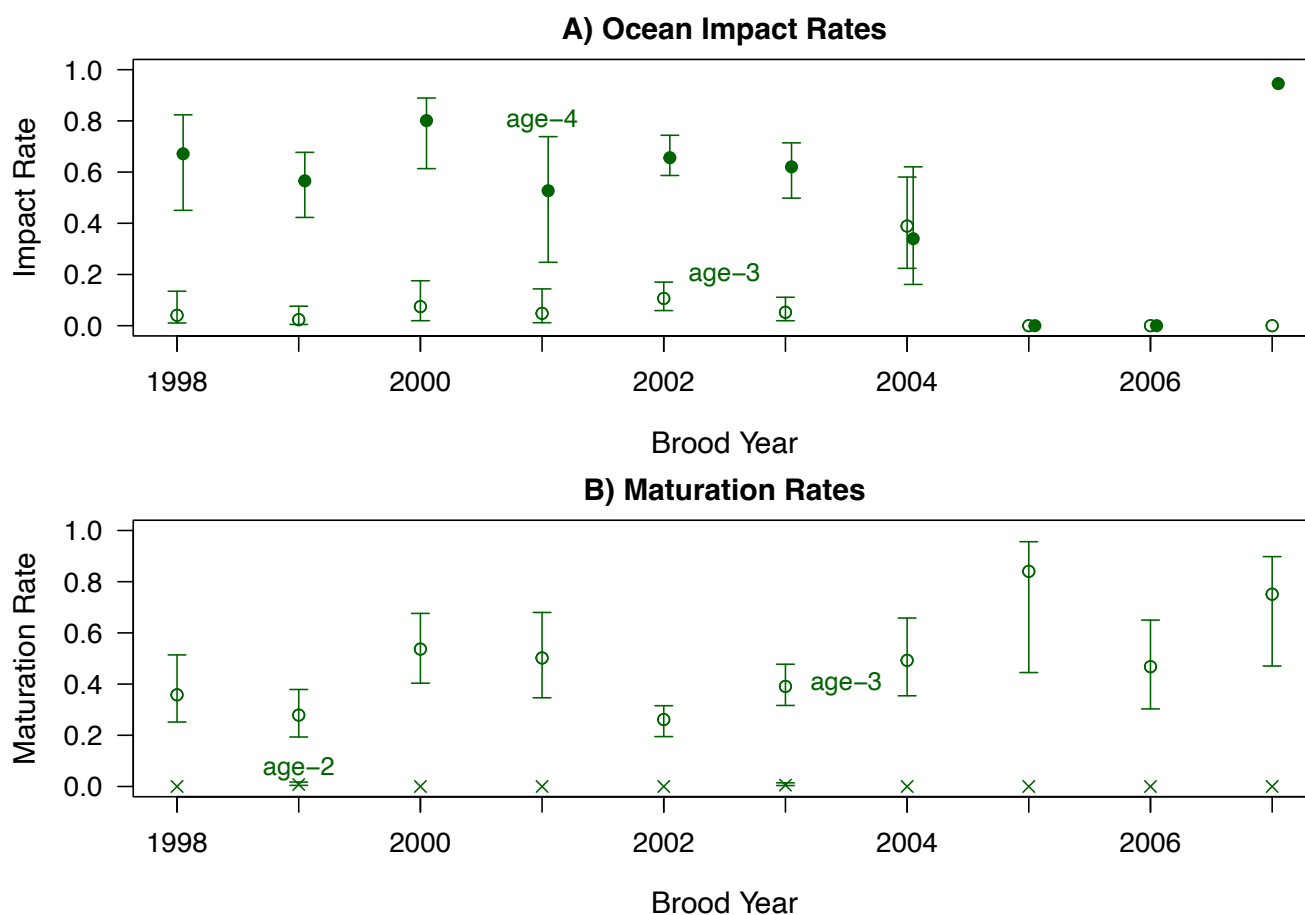 A) Ocean Impact Rates
1.0
0.8
0.6
0.4
0.2
0.0
Impact Rate
age−4
age−3
1998 2000 2002 2004 2006
Brood Year
B) Maturation Rates
1.0
0.8
0.6
0.4
0.2
0.0
Maturation Rate
age−3
age−2
1998 2000 2002 2004 2006
Brood Year